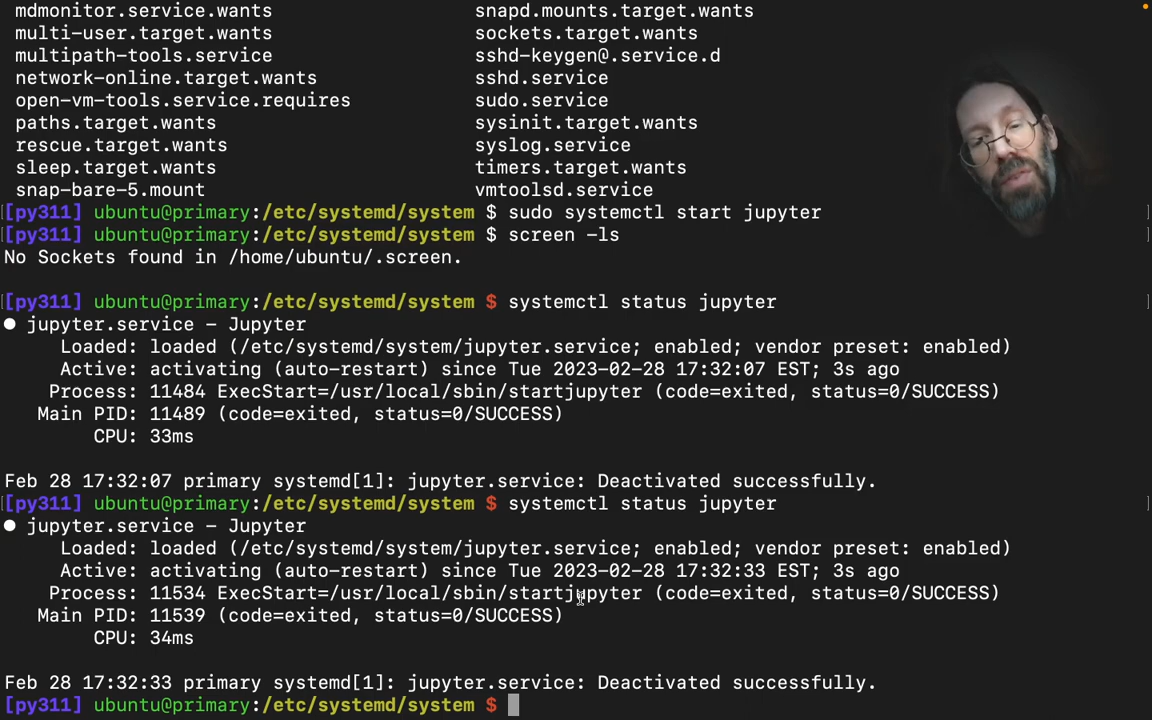 mdmonitor.service.wants snapd.mounts.target.wants
multi-user.target.wants sockets.target.wants
multipath-tools.service sshd-keygen@.service.d
network-online.target.wants sshd.service
open-vm-tools.service.requires sudo.service
paths.target.wants sysinit.target.wants
rescue.target.wants syslog.service
sleep.target.wants timers.target.wants
snap-bare-5.mount vmtoolsd.service
[py311] ubuntu@primary:/etc/systemd/system $ sudo systemctl start jupyter
[py311] ubuntu@primary:/etc/systemd/system $ screen -ls
No Sockets found in /home/ubuntu/.screen.
[py311] ubuntu@primary:/etc/systemd/system $ systemctl status jupyter
● jupyter.service - Jupyter
Loaded: loaded (/etc/systemd/system/jupyter.service; enabled; vendor preset: enabled)
Active: activating (auto-restart) since Tue 2023-02-28 17:32:07 EST; 3s ago
Process: 11484 ExecStart=/usr/local/sbin/startjupyter (code=exited, status=0/SUCCESS)
Main PID: 11489 (code=exited, status=0/SUCCESS)
CPU: 33ms
Feb 28 17:32:07 primary systemd[1]: jupyter.service: Deactivated successfully.
[py311] ubuntu@primary:/etc/systemd/system $ systemctl status jupyter
● jupyter.service - Jupyter
Loaded: loaded (/etc/systemd/system/jupyter.service; enabled; vendor preset: enabled)
Active: activating (auto-restart) since Tue 2023-02-28 17:32:33 EST; 3s ago
Process: 11534 ExecStart=/usr/local/sbin/startjupyter (code=exited, status=0/SUCCESS)
Main PID: 11539 (code=exited, status=0/SUCCESS)
CPU: 34ms
Feb 28 17:32:33 primary systemd[1]: jupyter.service: Deactivated successfully.
[py311] ubuntu@primary:/etc/systemd/system $